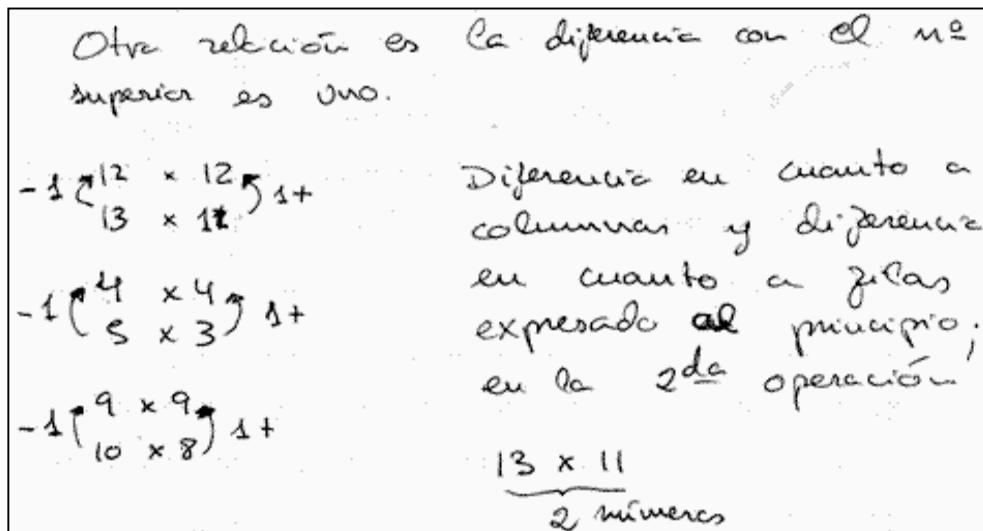 Otra relación es la diferencia con el nº
superior es uno.
-1 12 x 12 1+
13 x 11
-1 4 x 4 1+
5 x 3
-1 9 x 9 1+
10 x 8
Diferencia en cuanto a
columnas y diferencia
en cuanto a filas
expresado al principio;
en la 2da operación
13 x 11
2 números